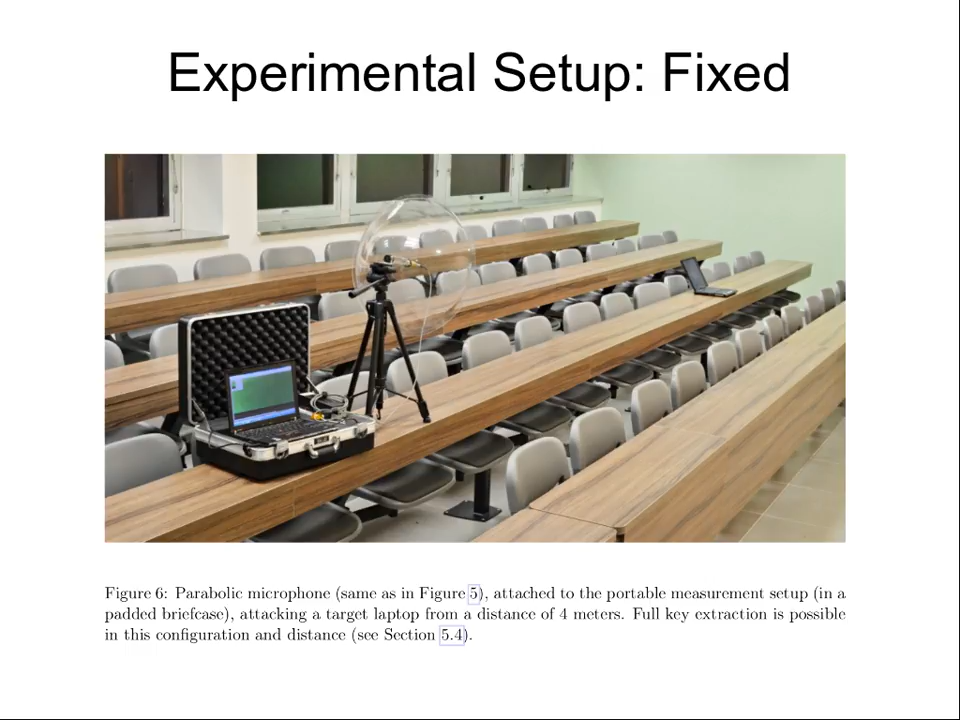 Experimental Setup: Fixed
Figure 6: Parabolic microphone (same as in Figure 5), attached to the portable measurement setup (in a
padded briefcase), attacking a target laptop from a distance of 4 meters. Full key extraction is possible
in this configuration and distance (see Section 5.4).